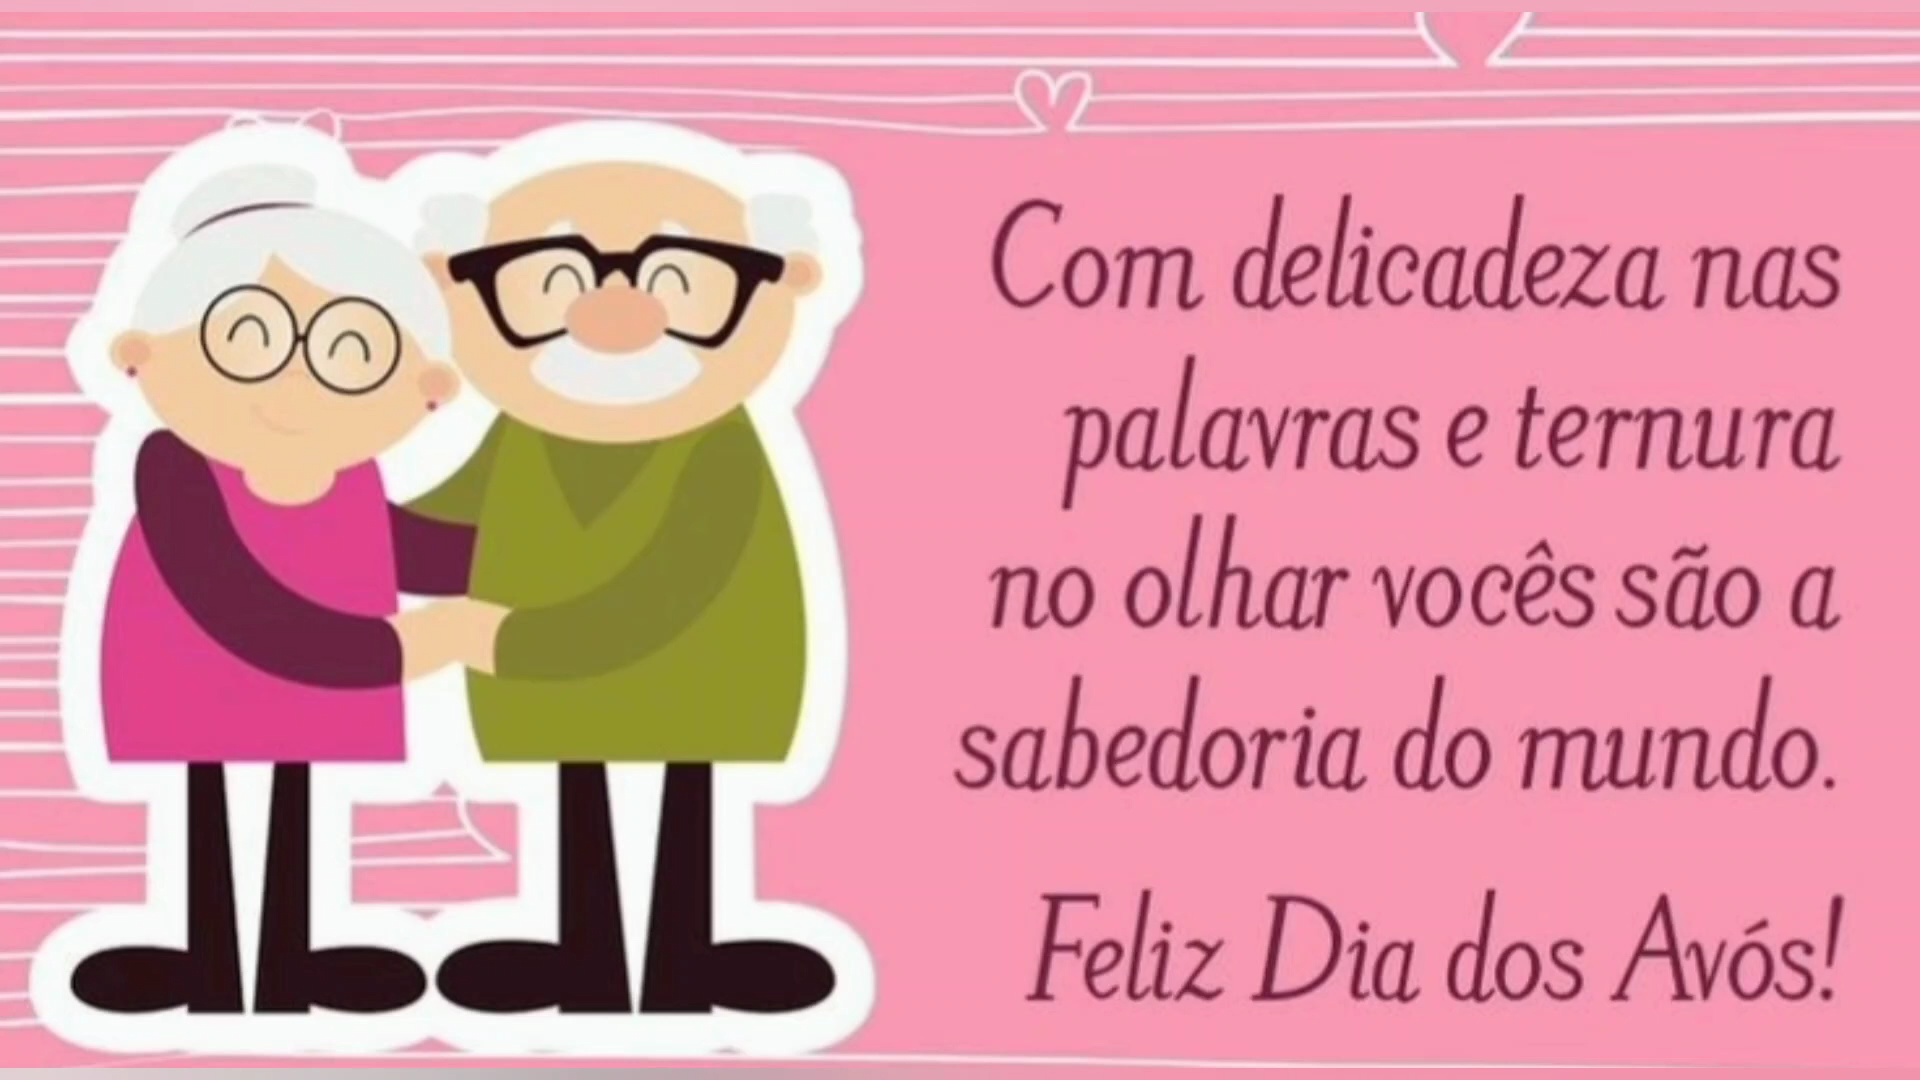 Com delicadeza nas
palavras e ternura
no olhar vocês são a
sabedoria do mundo.
Feliz Dia dos Avós!